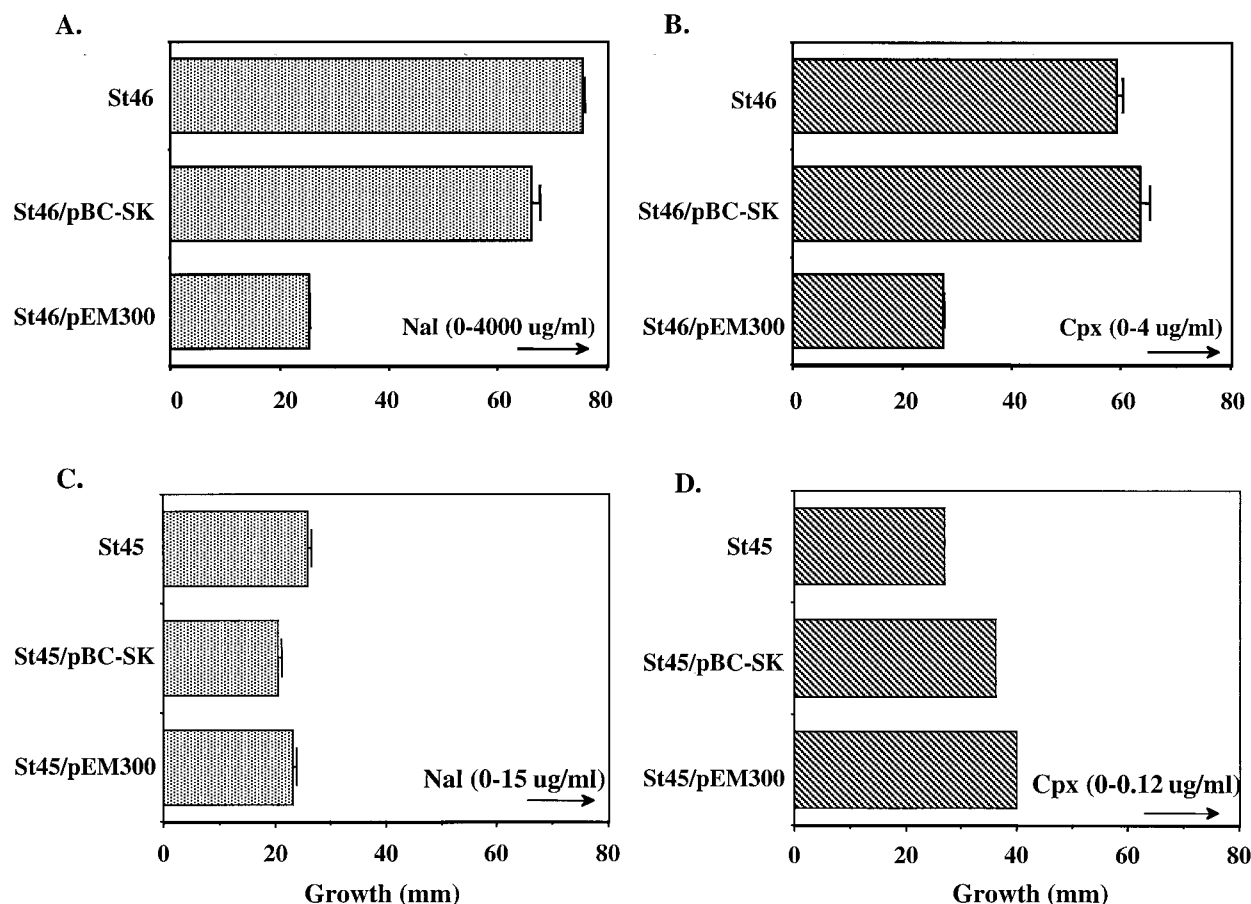 A.
St46
St46/pBC-SK
St46/pEM300
Nal (0-4000 ug/ml)
0 20 40 60 80
B.
St46
St46/pBC-SK
St46/pEM300
Cpx (0-4 ug/ml)
0 20 40 60 80
C.
St45
St45/pBC-SK
St45/pEM300
Nal (0-15 ug/ml)
0 20 40 60 80
Growth (mm)
D.
St45
St45/pBC-SK
St45/pEM300
Cpx (0-0.12 ug/ml)
0 20 40 60 80
Growth (mm)